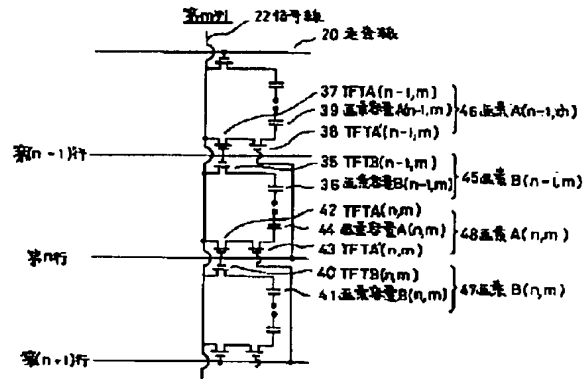 第m列
22 信号線
20 走査線
37 TFTA(n-1,m)
39 画素容量A(n-1,m)
46 画素A(n-1,m)
38 TFTA'(n-1,m)
第(n-1)行
35 TFTB(n-1,m)
45 画素B(n-1,m)
36 画素容量B(n-1,m)
42 TFTA(n,m)
44 画素容量A(n,m)
48 画素A(n,m)
43 TFTA'(n,m)
第n行
40 TFTB(n,m)
47 画素B(n,m)
41 画素容量B(n,m)
第(n+1)行